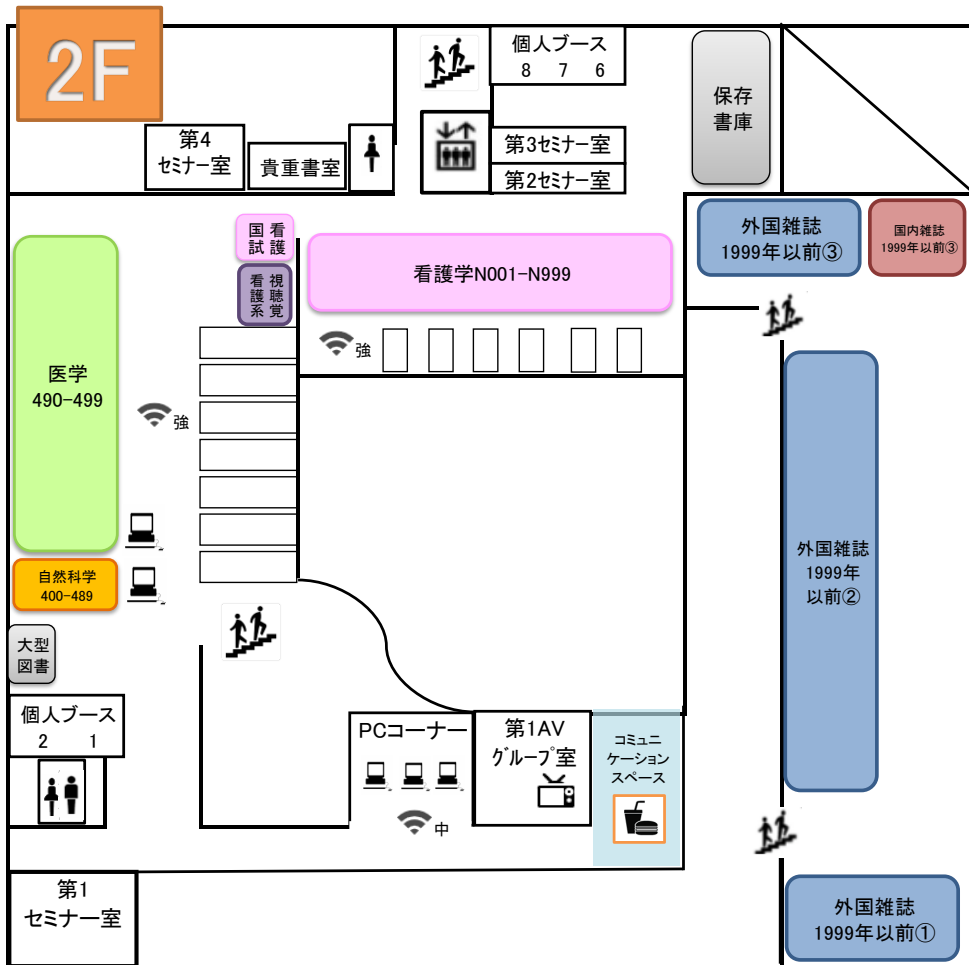 2F
個人ブース
8 7 6
保存
書庫
第4
セミナー室
貴重書室
第3セミナー室
第2セミナー室
看護
国試
視聴覚
看護系
看護学N001-N999
外国雑誌
1999年以前③
国内雑誌
1999年以前③
強
医学
490-499
強
自然科学
400-489
外国雑誌
1999年
以前②
大型
図書
個人ブース
2 1
PCコーナー
中
第1AV
グループ室
コミュニ
ケーション
スペース
第1
セミナー室
外国雑誌
1999年以前①